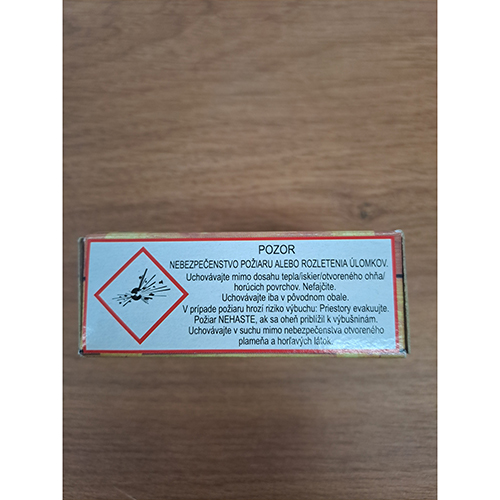 POZOR
NEBEZPEČENSTVO POŽIARU ALEBO ROZLETENIA ÚLOMKOV.
Uchovávajte mimo dosahu tepla/iskier/otvoreného ohňa/
horúcich povrchov. Nefajčite.
Uchovávajte iba v pôvodnom obale.
V prípade požiaru hrozí riziko výbuchu: Priestory evakuujte.
Požiar NEHASTE, ak sa oheň priblížil k výbušninám.
Uchovávajte v suchu mimo nebezpečenstva otvoreného
plameňa a horľavých látok.